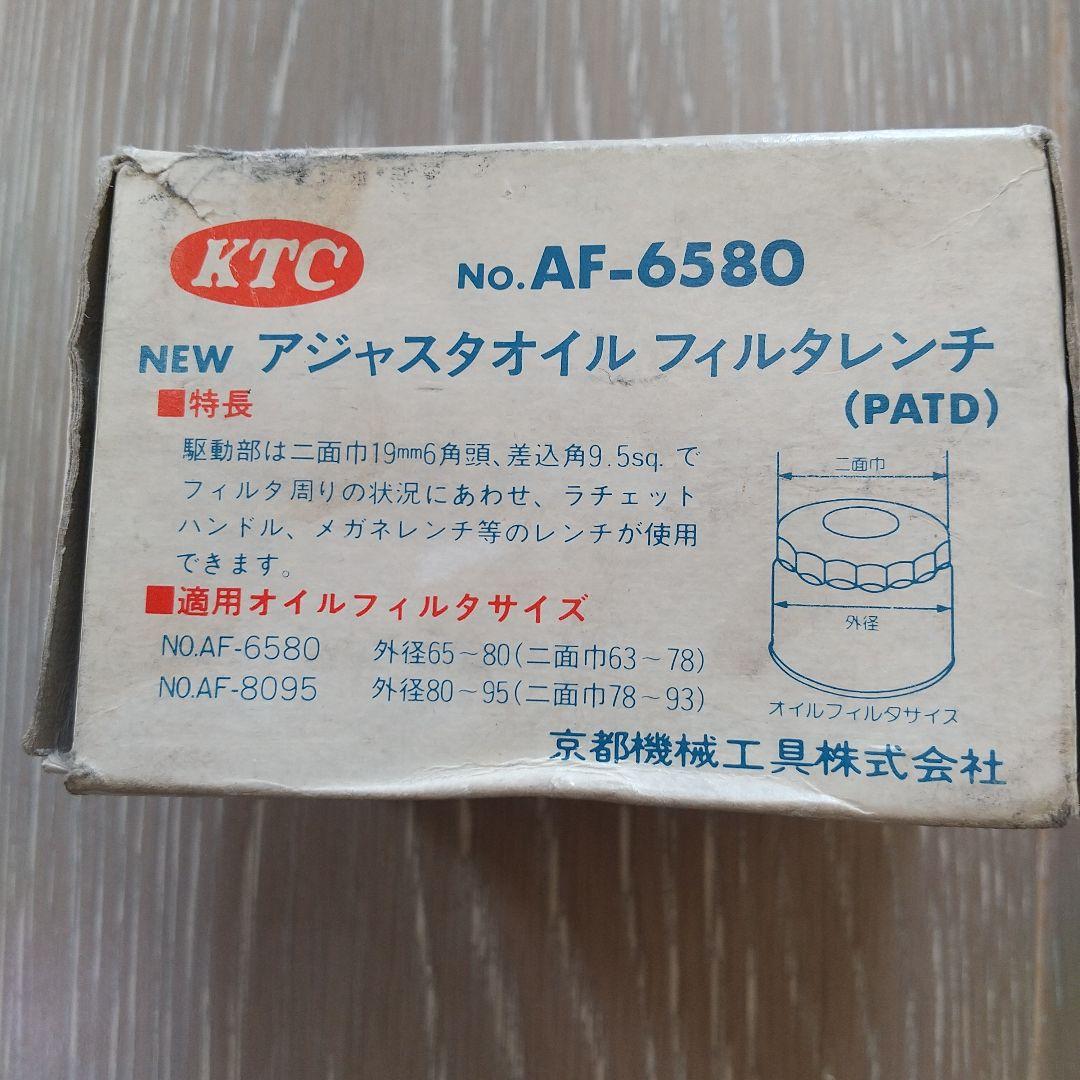 KTC
No. AF-6580
NEW アジャスタオイル フィルタレンチ
(PATD)
■特長
駆動部は二面巾19mm6角頭、差込角9.5sq.で
フィルタ周りの状況にあわせ、ラチェット
ハンドル、メガネレンチ等のレンチが使用
できます。
■適用オイルフィルタサイズ
NO.AF-6580 外径65~80(二面巾63~78)
NO.AF-8095 外径80~95(二面巾78~93)
二面巾
外径
オイルフィルタサイズ
京都機械工具株式会社